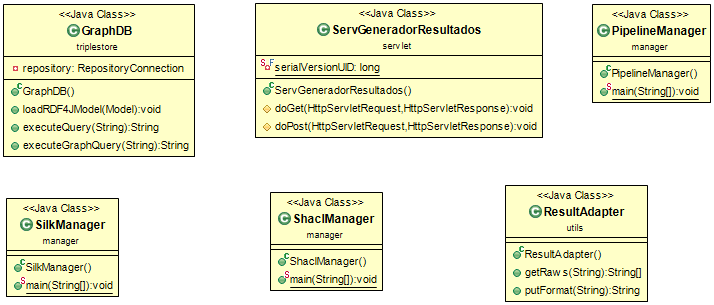 <<Java Class>>
GraphDB
triplestore
repository: RepositoryConnection
GraphDB()
loadRDF4JModel(Model):void
executeQuery(String):String
executeGraphQuery(String):String
<<Java Class>>
ServGeneradorResultados
servlet
serialVersionUID: long
ServGeneradorResultados()
doGet(HttpServletRequest,HttpServletResponse):void
doPost(HttpServletRequest,HttpServletResponse):void
<<Java Class>>
PipelineManager
manager
PipelineManager()
main(String[]):void
<<Java Class>>
SilkManager
manager
SilkManager()
main(String[]):void
<<Java Class>>
ShaclManager
manager
ShaclManager()
main(String[]):void
<<Java Class>>
ResultAdapter
utils
ResultAdapter()
getRaws(String):String[]
putFormat(String):String